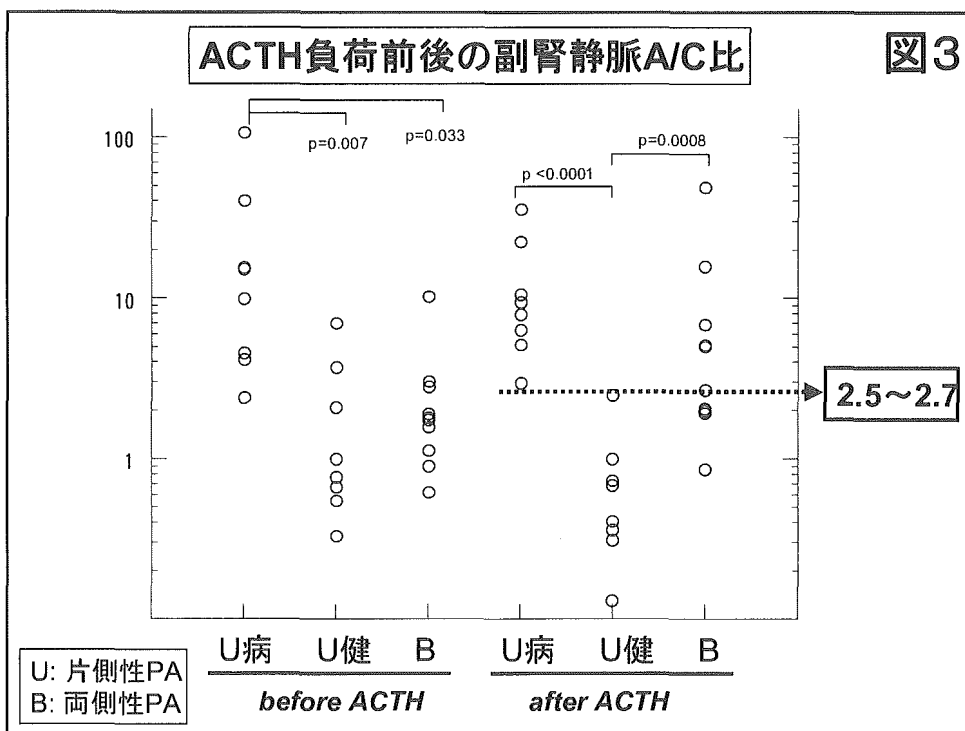 ACTH負荷前後の副腎静脈A/C比
図3
p=0.007
p=0.033
p <0.0001
p=0.0008
100
10
1
2.5〜2.7
U病
U健
B
U病
U健
B
before ACTH
after ACTH
U: 片側性PA
B: 両側性PA